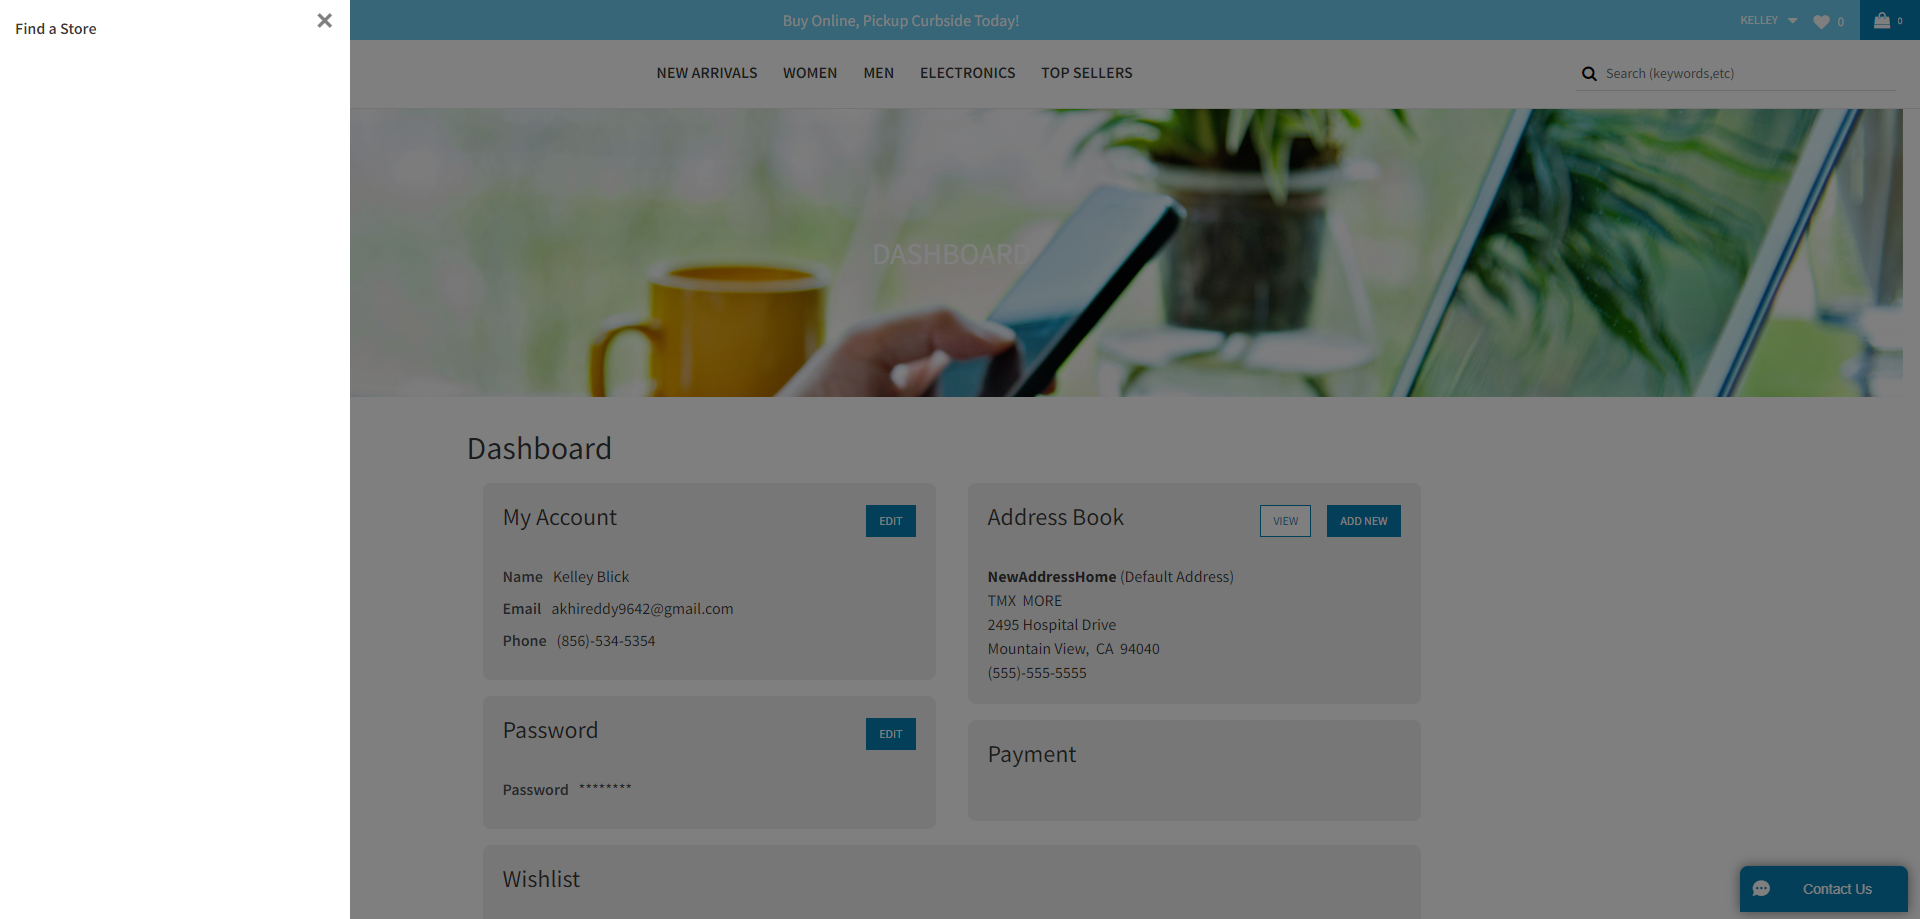 Find a Store
Buy Online, Pickup Curbside Today!
KELLEY
0
0
NEW ARRIVALS
WOMEN
MEN
ELECTRONICS
TOP SELLERS
Search (keywords,etc)
DASHBOARD
Dashboard
My Account
EDIT
Name Kelley Blick
Email akhireddy9642@gmail.com
Phone (856)-534-5354
Address Book
VIEW
ADD NEW
NewAddressHome (Default Address)
TMX MORE
2495 Hospital Drive
Mountain View, CA 94040
(555)-555-5555
Password
EDIT
Password ********
Payment
Wishlist
Contact Us